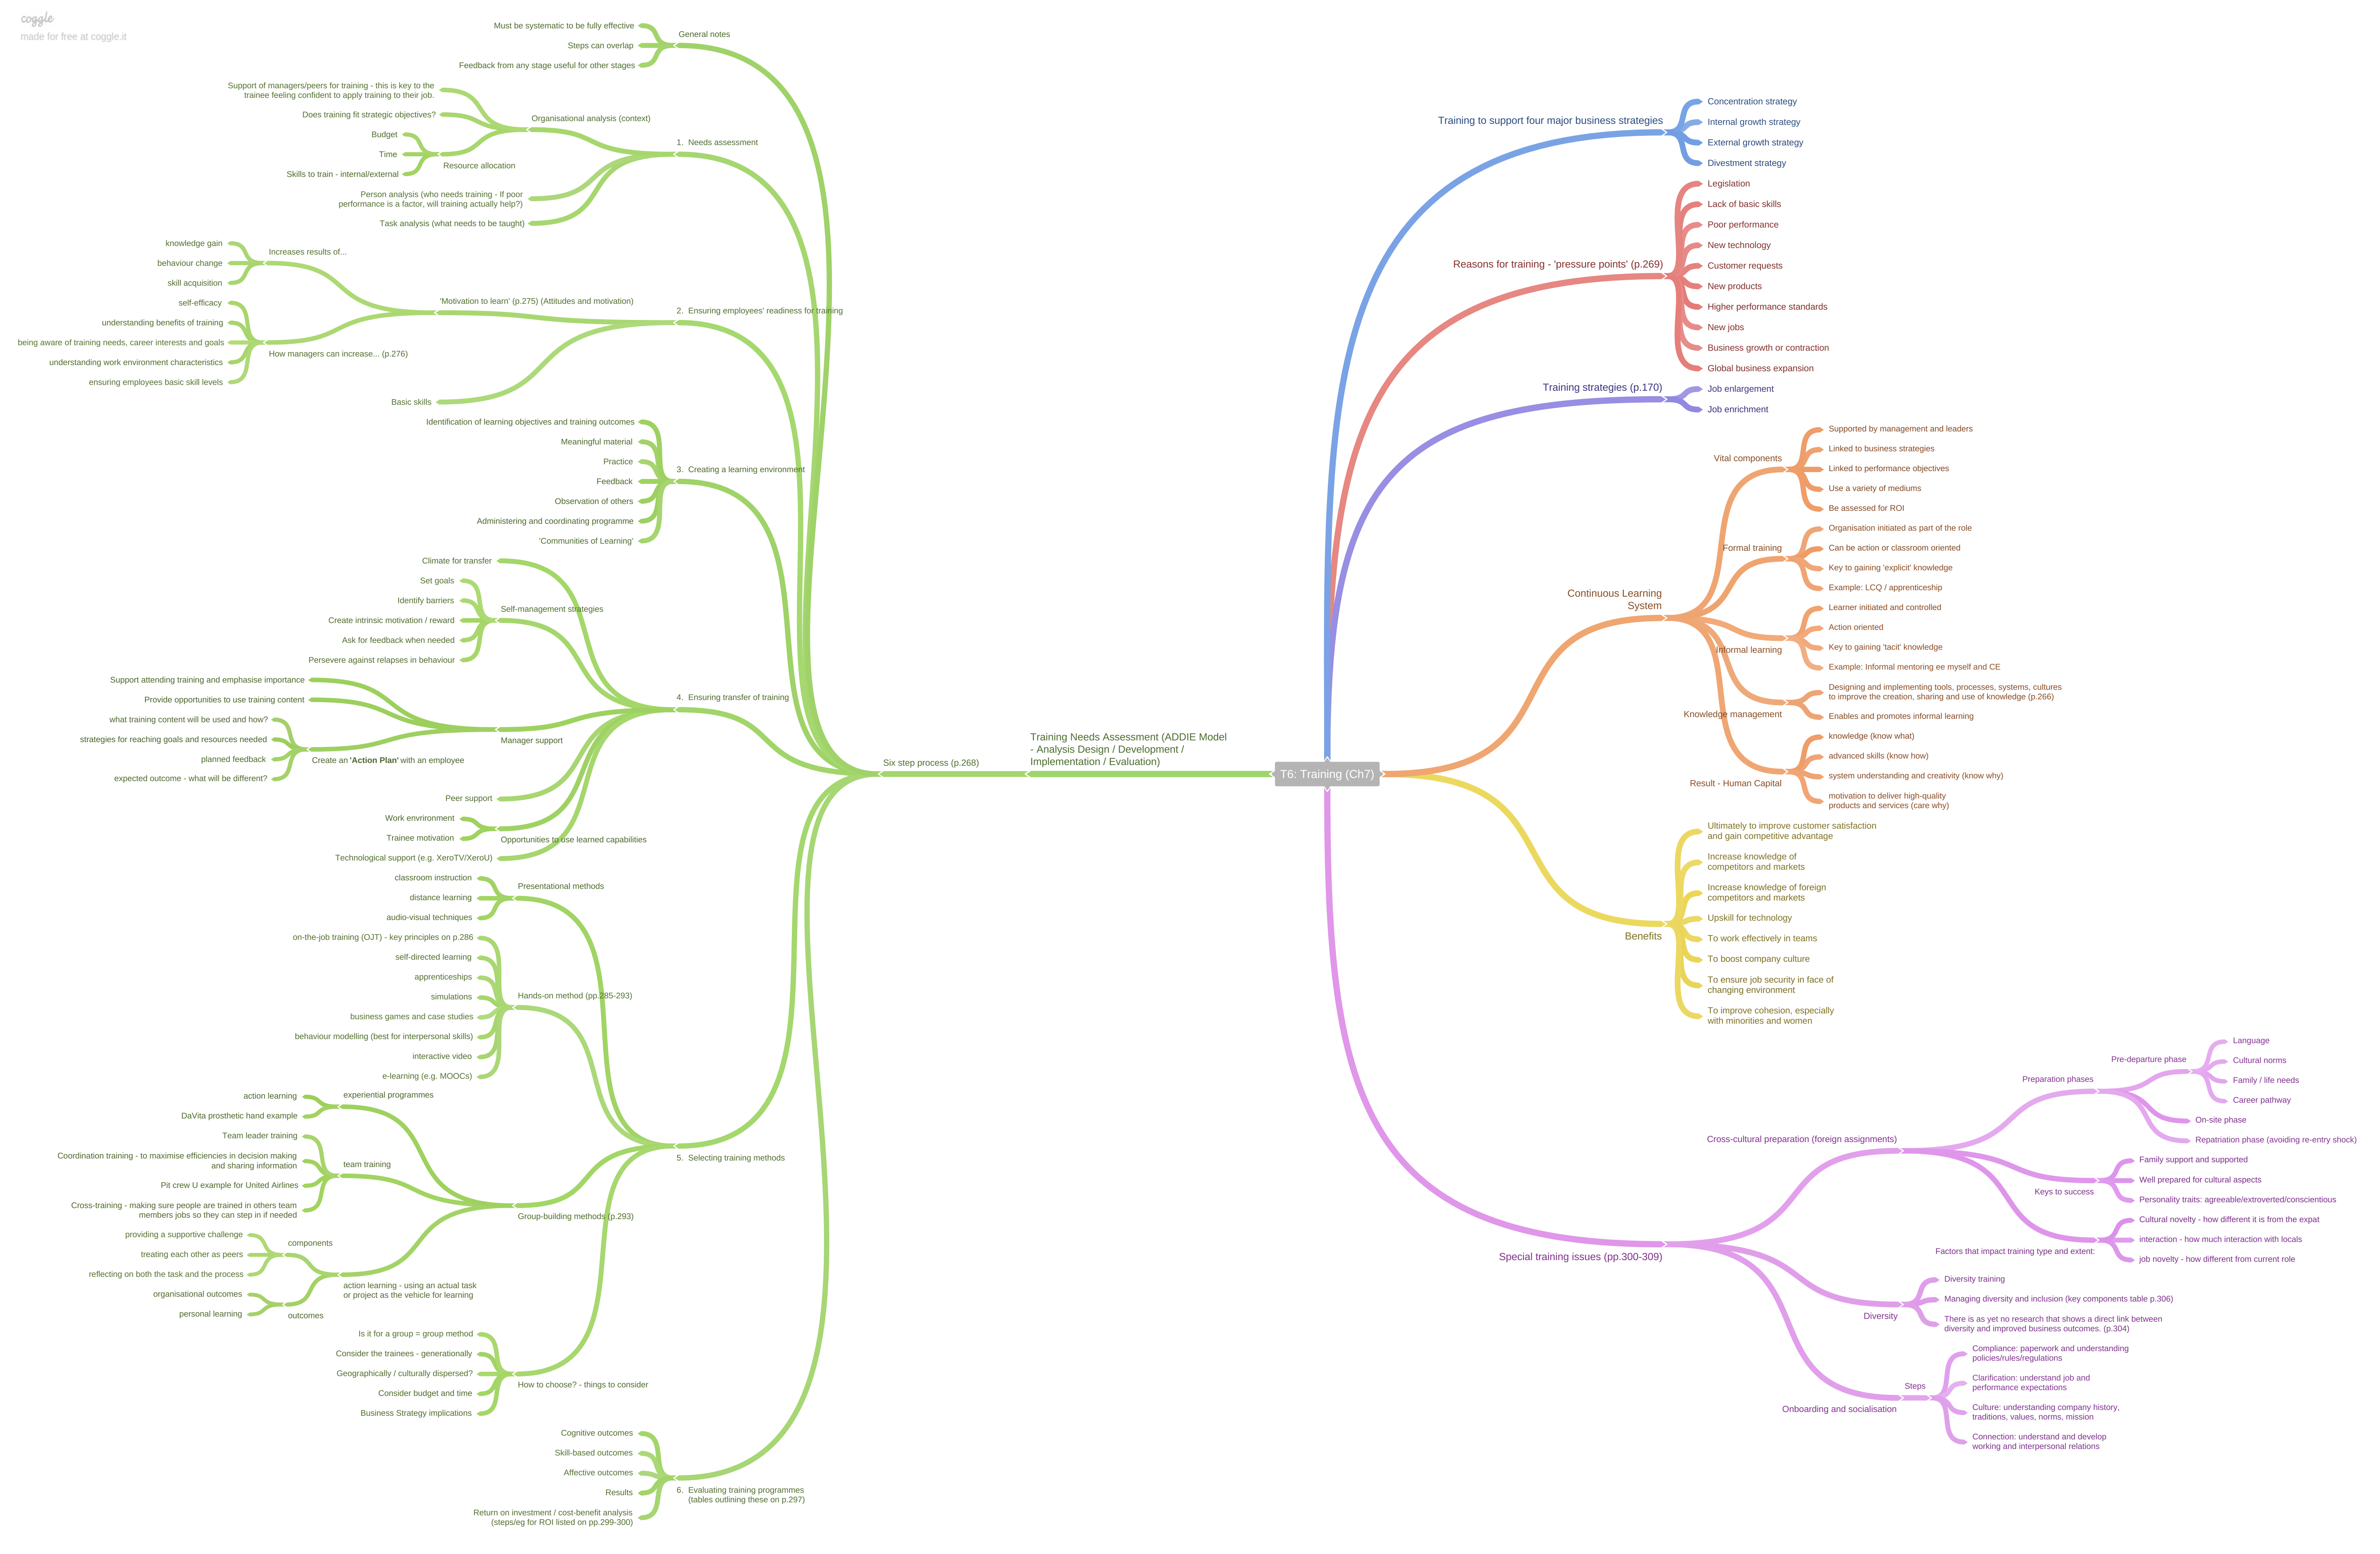 coggle
made for free at coggle.it
T6: Training (Ch7)
Training Needs Assessment (ADDIE Model
- Analysis Design / Development /
Implementation / Evaluation)
Six step process (p.268)
General notes
Must be systematic to be fully effective
Steps can overlap
Feedback from any stage useful for other stages
1. Needs assessment
Organisational analysis (context)
Support of managers/peers for training - this is key to the
trainee feeling confident to apply training to their job.
Does training fit strategic objectives?
Resource allocation
Budget
Time
Skills to train - internal/external
Person analysis (who needs training - If poor
performance is a factor, will training actually help?)
Task analysis (what needs to be taught)
2. Ensuring employees' readiness for training
'Motivation to learn' (p.275) (Attitudes and motivation)
Increases results of...
knowledge gain
behaviour change
skill acquisition
How managers can increase... (p.276)
self-efficacy
understanding benefits of training
being aware of training needs, career interests and goals
understanding work environment characteristics
ensuring employees basic skill levels
Basic skills
3. Creating a learning environment
Identification of learning objectives and training outcomes
Meaningful material
Practice
Feedback
Observation of others
Administering and coordinating programme
'Communities of Learning'
4. Ensuring transfer of training
Climate for transfer
Self-management strategies
Set goals
Identify barriers
Create intrinsic motivation / reward
Ask for feedback when needed
Persevere against relapses in behaviour
Manager support
Support attending training and emphasise importance
Provide opportunities to use training content
Create an 'Action Plan' with an employee
what training content will be used and how?
strategies for reaching goals and resources needed
planned feedback
expected outcome - what will be different?
Peer support
Opportunities to use learned capabilities
Work envrironment
Trainee motivation
Technological support (e.g. XeroTV/XeroU)
5. Selecting training methods
Presentational methods
classroom instruction
distance learning
audio-visual techniques
Hands-on method (pp.285-293)
on-the-job training (OJT) - key principles on p.286
self-directed learning
apprenticeships
simulations
business games and case studies
behaviour modelling (best for interpersonal skills)
interactive video
e-learning (e.g. MOOCs)
Group-building methods (p.293)
experiential programmes
action learning
DaVita prosthetic hand example
team training
Team leader training
Coordination training - to maximise efficiencies in decision making
and sharing information
Pit crew U example for United Airlines
Cross-training - making sure people are trained in others team
members jobs so they can step in if needed
action learning - using an actual task
or project as the vehicle for learning
components
providing a supportive challenge
treating each other as peers
reflecting on both the task and the process
outcomes
organisational outcomes
personal learning
How to choose? - things to consider
Is it for a group = group method
Consider the trainees - generationally
Geographically / culturally dispersed?
Consider budget and time
Business Strategy implications
6. Evaluating training programmes
(tables outlining these on p.297)
Cognitive outcomes
Skill-based outcomes
Affective outcomes
Results
Return on investment / cost-benefit analysis
(steps/eg for ROI listed on pp.299-300)
Training to support four major business strategies
Concentration strategy
Internal growth strategy
External growth strategy
Divestment strategy
Reasons for training - 'pressure points' (p.269)
Legislation
Lack of basic skills
Poor performance
New technology
Customer requests
New products
Higher performance standards
New jobs
Business growth or contraction
Global business expansion
Training strategies (p.170)
Job enlargement
Job enrichment
Continuous Learning
System
Vital components
Supported by management and leaders
Linked to business strategies
Linked to performance objectives
Use a variety of mediums
Be assessed for ROI
Formal training
Organisation initiated as part of the role
Can be action or classroom oriented
Key to gaining 'explicit' knowledge
Example: LCQ / apprenticeship
Informal learning
Learner initiated and controlled
Action oriented
Key to gaining 'tacit' knowledge
Example: Informal mentoring ee myself and CE
Knowledge management
Designing and implementing tools, processes, systems, cultures
to improve the creation, sharing and use of knowledge (p.266)
Enables and promotes informal learning
Result - Human Capital
knowledge (know what)
advanced skills (know how)
system understanding and creativity (know why)
motivation to deliver high-quality
products and services (care why)
Benefits
Ultimately to improve customer satisfaction
and gain competitive advantage
Increase knowledge of
competitors and markets
Increase knowledge of foreign
competitors and markets
Upskill for technology
To work effectively in teams
To boost company culture
To ensure job security in face of
changing environment
To improve cohesion, especially
with minorities and women
Special training issues (pp.300-309)
Cross-cultural preparation (foreign assignments)
Preparation phases
Pre-departure phase
Language
Cultural norms
Family / life needs
Career pathway
On-site phase
Repatriation phase (avoiding re-entry shock)
Keys to success
Family support and supported
Well prepared for cultural aspects
Personality traits: agreeable/extroverted/conscientious
Factors that impact training type and extent:
Cultural novelty - how different it is from the expat
interaction - how much interaction with locals
job novelty - how different from current role
Diversity
Diversity training
Managing diversity and inclusion (key components table p.306)
There is as yet no research that shows a direct link between
diversity and improved business outcomes. (p.304)
Onboarding and socialisation
Steps
Compliance: paperwork and understanding
policies/rules/regulations
Clarification: understand job and
performance expectations
Culture: understanding company history,
traditions, values, norms, mission
Connection: understand and develop
working and interpersonal relations